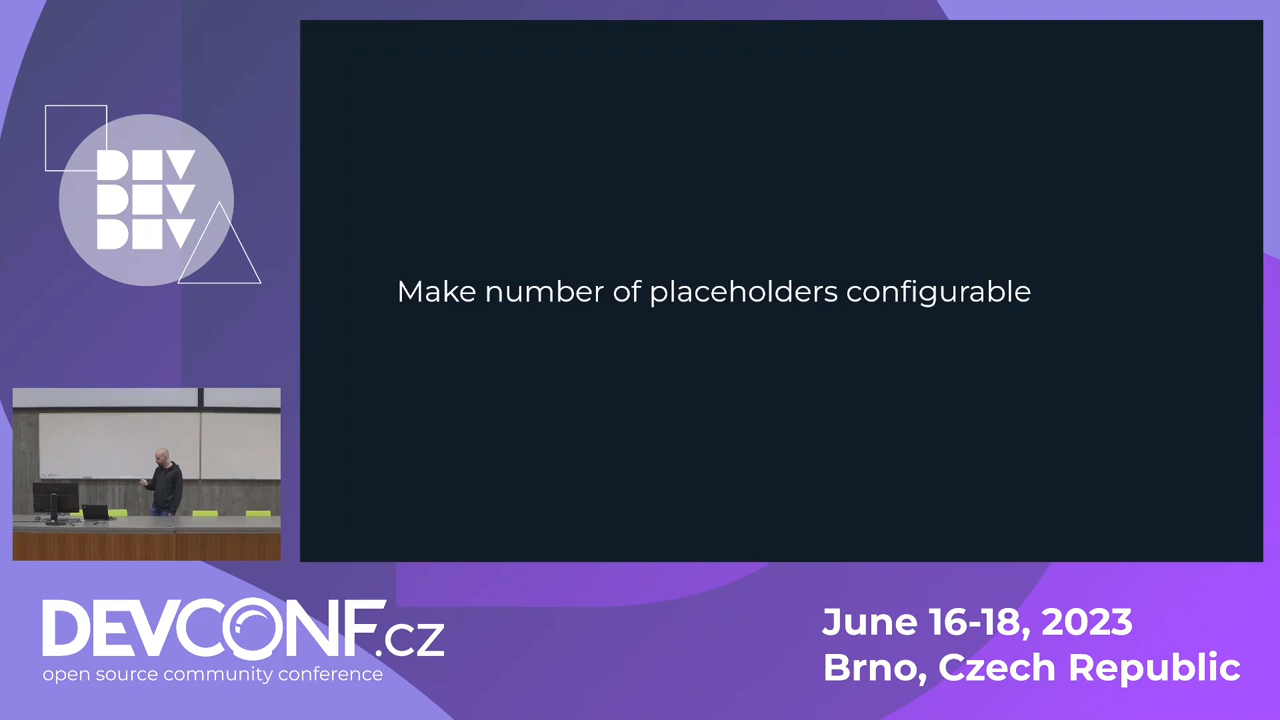 DEV
DEV
DEV
Make number of placeholders configurable
DEVCONF.cz
open source community conference
June 16-18, 2023
Brno, Czech Republic